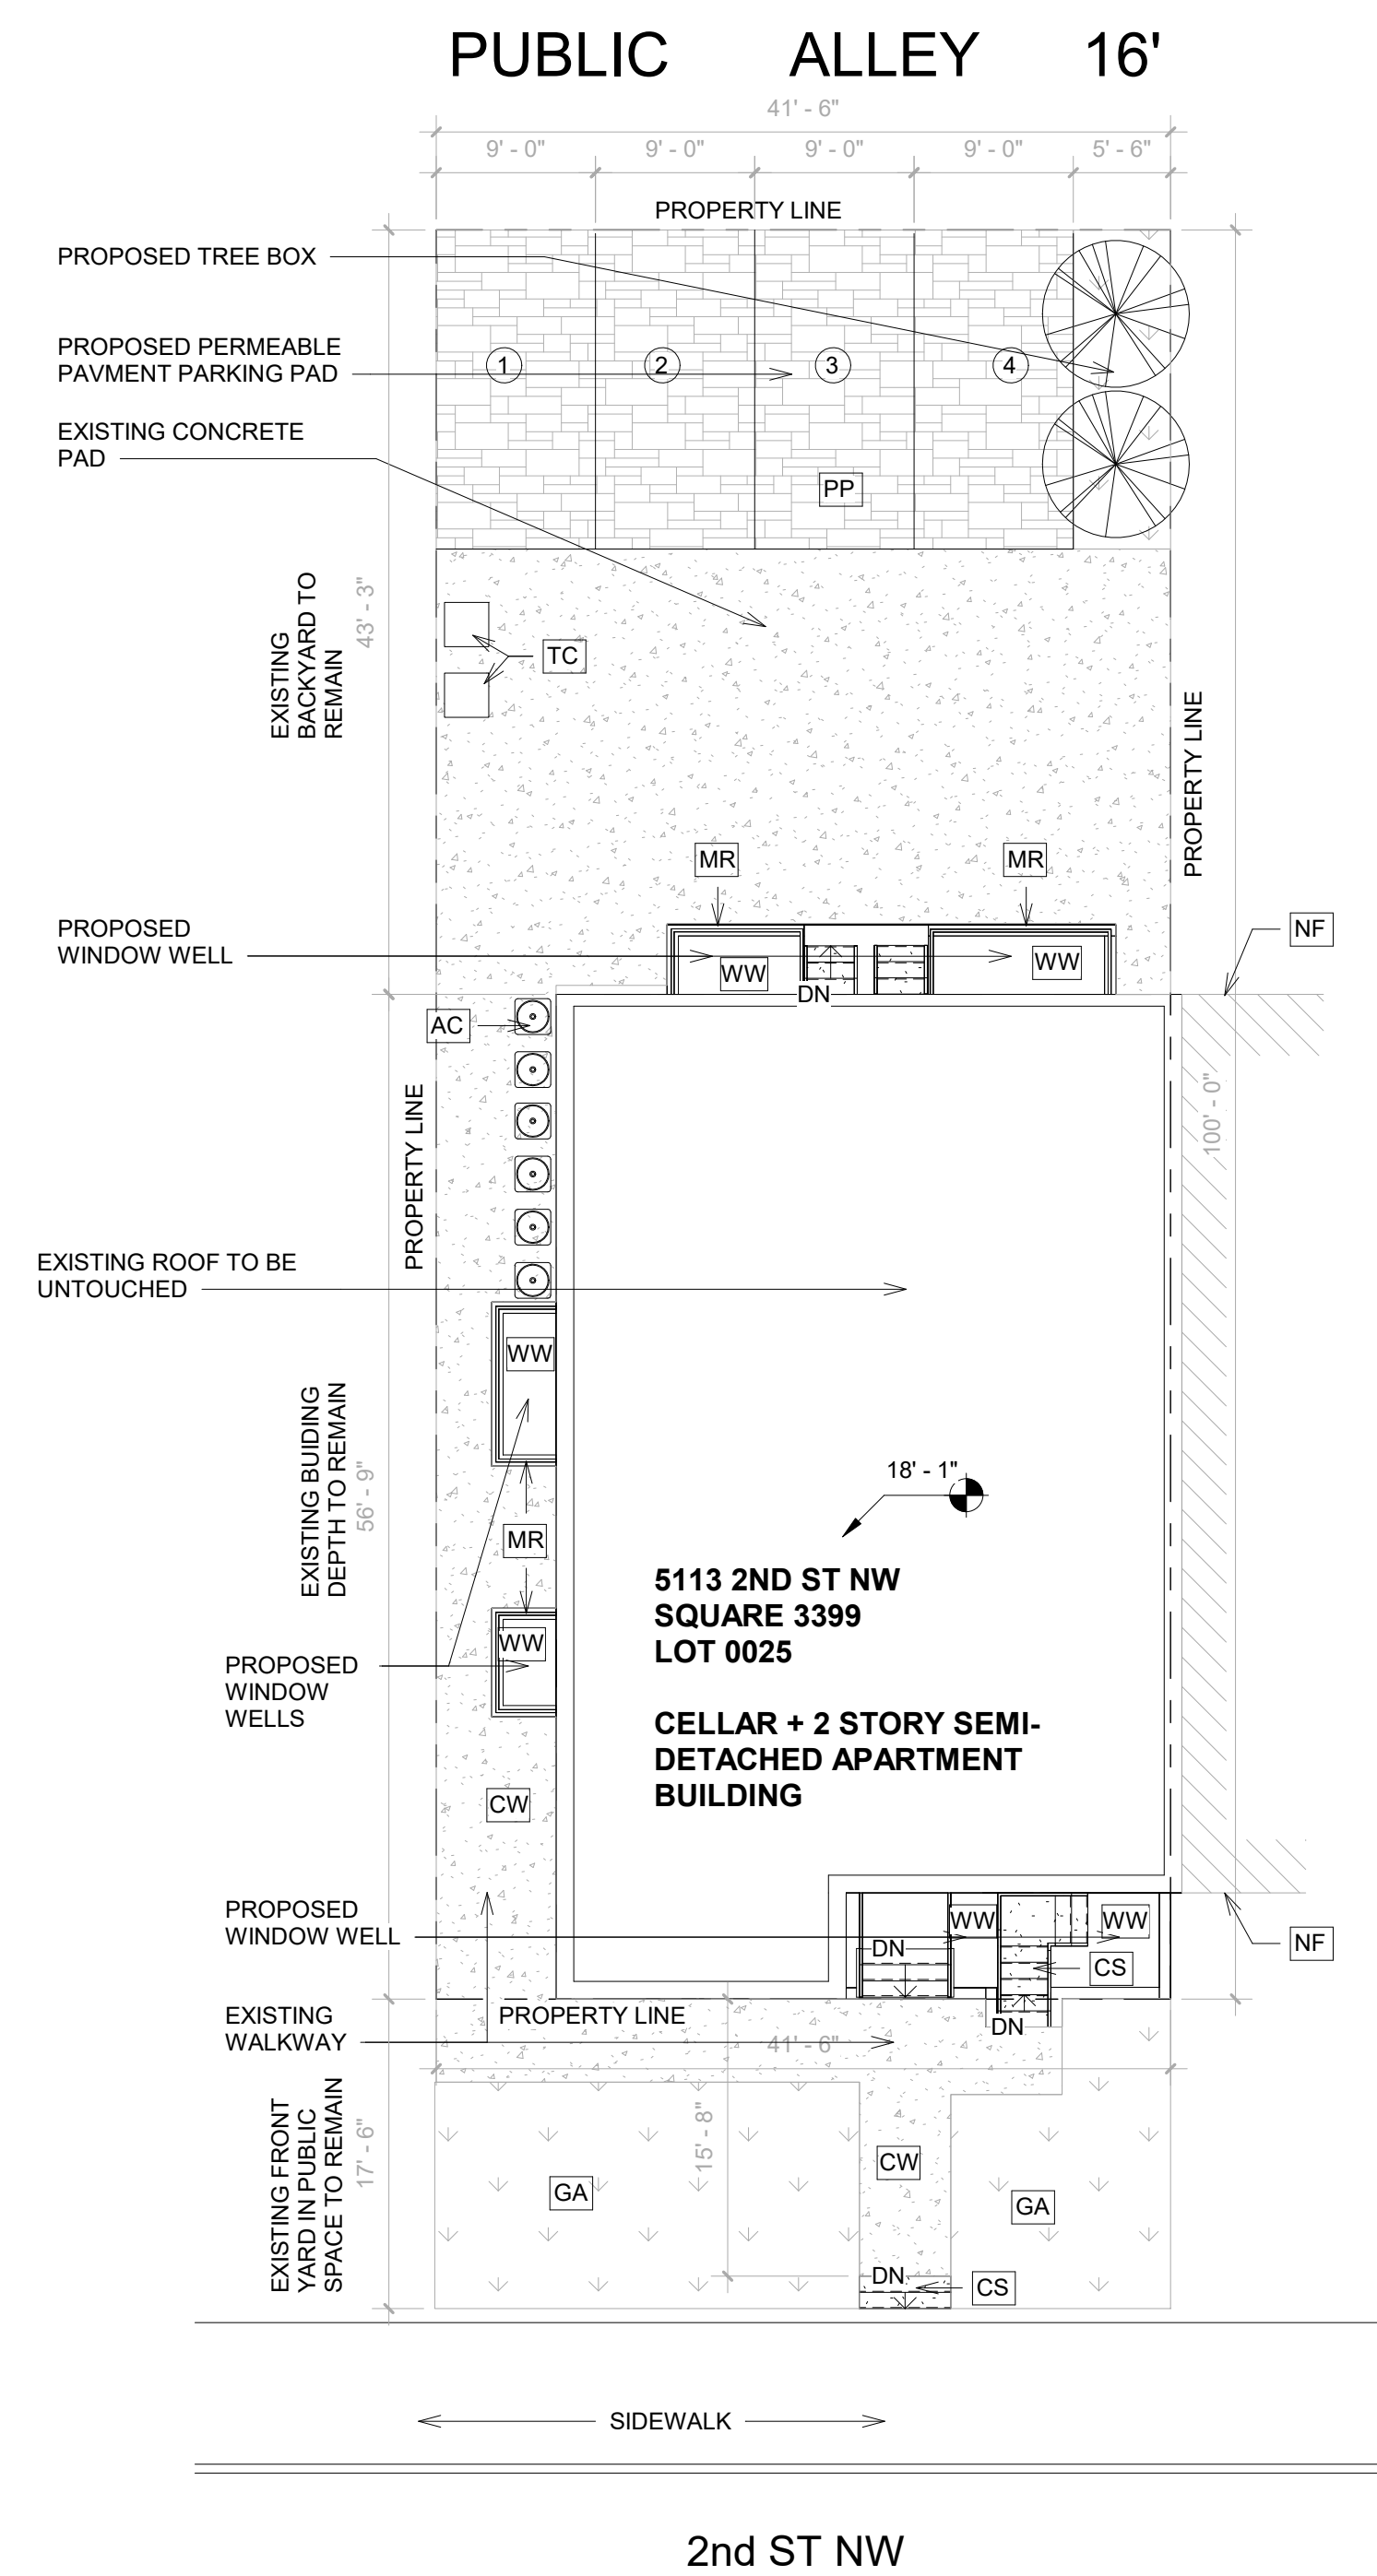 PUBLIC ALLEY 16'
41' - 6"
9' - 0" 9' - 0" 9' - 0" 9' - 0" 5' - 6"
PROPERTY LINE
PROPOSED TREE BOX
PROPOSED PERMEABLE
PAVMENT PARKING PAD
1 2 3 4
EXISTING CONCRETE
PAD
PP
EXISTING
BACKYARD TO
REMAIN
43' - 3"
TC
PROPERTY LINE
MR MR
PROPOSED
WINDOW WELL
NF
WW WW
DN
AC
100' - 0"
PROPERTY LINE
EXISTING ROOF TO BE
UNTOUCHED
WW
EXISTING BUIDING
DEPTH TO REMAIN
56' - 9"
18' - 1"
MR
5113 2ND ST NW
SQUARE 3399
LOT 0025
WW
PROPOSED
WINDOW
WELLS
CELLAR + 2 STORY SEMI-
DETACHED APARTMENT
BUILDING
CW
PROPOSED
WINDOW WELL
WW WW
DN
NF
CS
EXISTING
WALKWAY
PROPERTY LINE
DN
41' - 6"
EXISTING FRONT
YARD IN PUBLIC
SPACE TO REMAIN
17' - 6"
15' - 8"
CW
GA GA
DN
CS
SIDEWALK
2nd ST NW